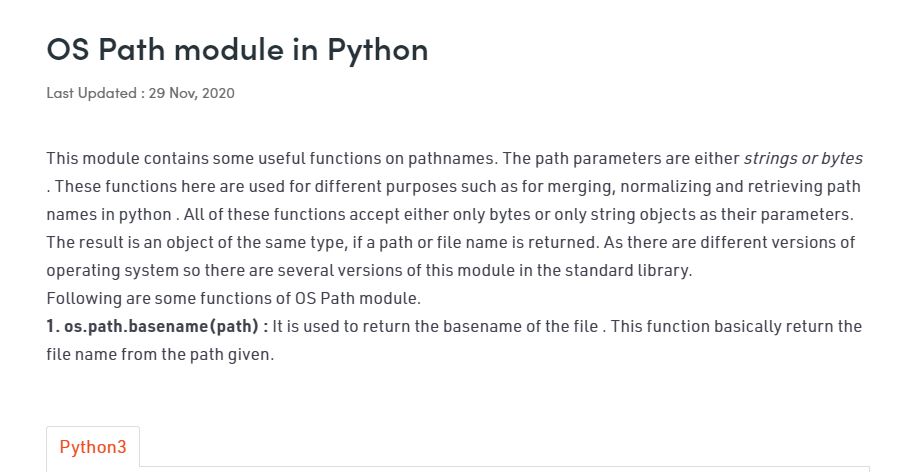 OS Path module in Python
Last Updated : 29 Nov, 2020
This module contains some useful functions on pathnames. The path parameters are either strings or bytes
. These functions here are used for different purposes such as for merging, normalizing and retrieving path
names in python . All of these functions accept either only bytes or only string objects as their parameters.
The result is an object of the same type, if a path or file name is returned. As there are different versions of
operating system so there are several versions of this module in the standard library.
Following are some functions of OS Path module.
1. os.path.basename(path) : It is used to return the basename of the file . This function basically return the
file name from the path given.
Python3